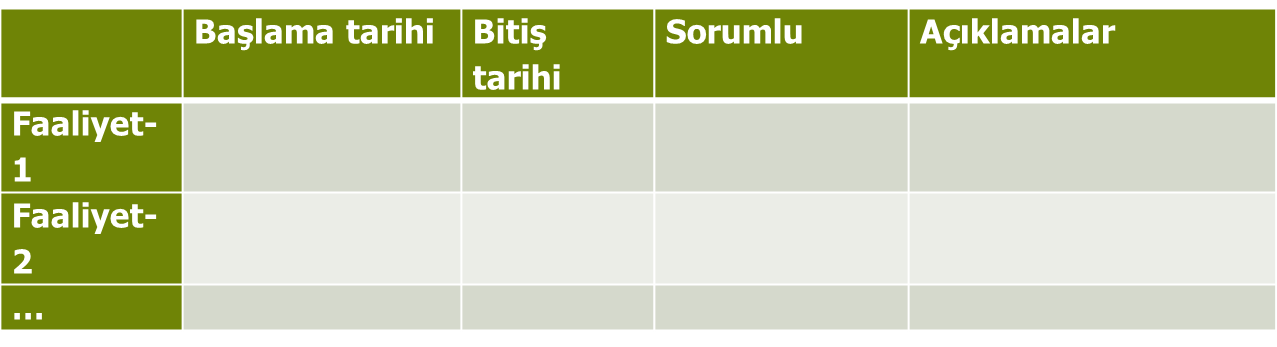 Başlama tarihi Bitiş tarihi Sorumlu Açıklamalar
Faaliyet-
1
Faaliyet-
2
...